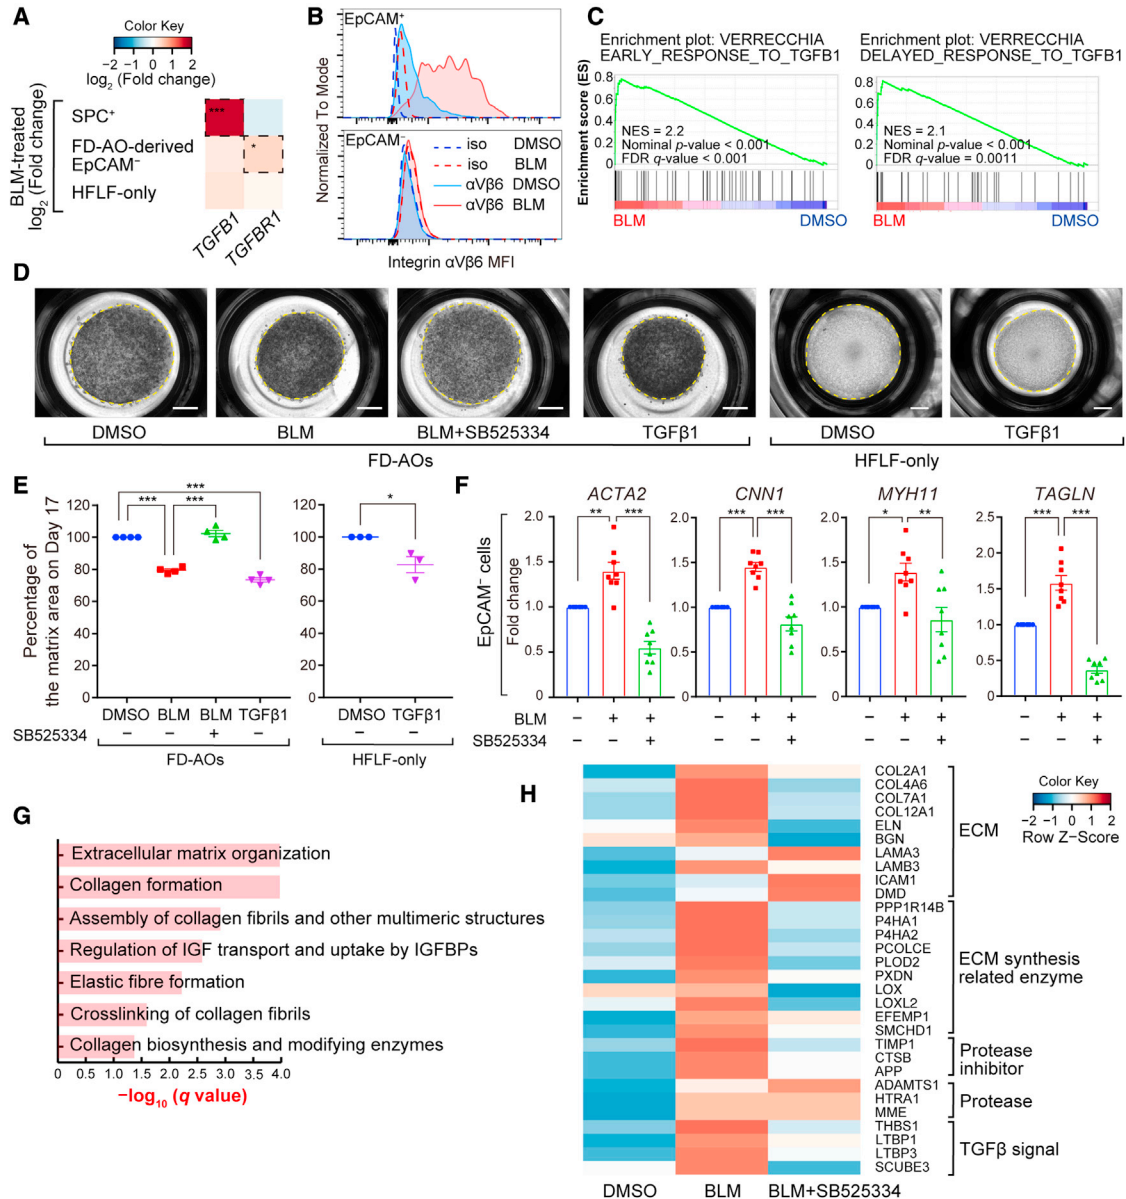 A
Color Key
−2 −1 0 1 2
log2 (Fold change)
BLM-treated
log2 (Fold change)
SPC+
FD-AO-derived
EpCAM−
HFLF-only
***
*
TGFB1
TGFBR1
B
EpCAM+
EpCAM−
Normalized To Mode
iso DMSO
iso BLM
αVβ6 DMSO
αVβ6 BLM
Integrin αVβ6 MFI
C
Enrichment plot: VERRECCHIA
EARLY_RESPONSE_TO_TGFB1
Enrichment score (ES)
0.8
0.6
0.4
0.2
0
0
NES = 2.2
Nominal p-value < 0.001
FDR q-value < 0.001
BLM DMSO
Enrichment plot: VERRECCHIA
DELAYED_RESPONSE_TO_TGFB1
0.8
0.6
0.4
0.2
0
0
NES = 2.1
Nominal p-value < 0.001
FDR q-value = 0.0011
BLM DMSO
D
DMSO BLM BLM+SB525334 TGFβ1 DMSO TGFβ1
FD-AOs HFLF-only
E
Percentage of
the matrix area on Day 17
***
*** ***
120
100
80
60
40
20
0
DMSO BLM BLM TGFβ1
SB525334 − − + −
FD-AOs
*
120
100
80
60
40
20
0
DMSO TGFβ1
− −
HFLF-only
F
EpCAM− cells
Fold change
ACTA2
** ***
2.0
1.5
1.0
0.5
0
CNN1
*** ***
2.0
1.5
1.0
0.5
0
MYH11
* **
2.0
1.5
1.0
0.5
0
TAGLN
*** ***
2.5
2.0
1.5
1.0
0.5
0
BLM − + + − + + − + + − + +
SB525334 − − + − − + − − + − − +
G
Extracellular matrix organization
Collagen formation
Assembly of collagen fibrils and other multimeric structures
Regulation of IGF transport and uptake by IGFBPs
Elastic fibre formation
Crosslinking of collagen fibrils
Collagen biosynthesis and modifying enzymes
0 0.5 1.0 1.5 2.0 2.5 3.0 3.5 4.0
−log10 (q value)
H
COL2A1
COL4A6
COL7A1
COL12A1
ELN
BGN
LAMA3
LAMB3
ICAM1
DMD
PPP1R14B
P4HA1
P4HA2
PCOLCE
PLOD2
PXDN
LOX
LOXL2
EFEMP1
SMCHD1
TIMP1
CTSB
APP
ADAMTS1
HTRA1
MME
THBS1
LTBP1
LTBP3
SCUBE3
ECM
ECM synthesis
related enzyme
Protease
inhibitor
Protease
TGFβ signal
Color Key
−2 −1 0 1 2
Row Z−Score
DMSO BLM BLM+SB525334